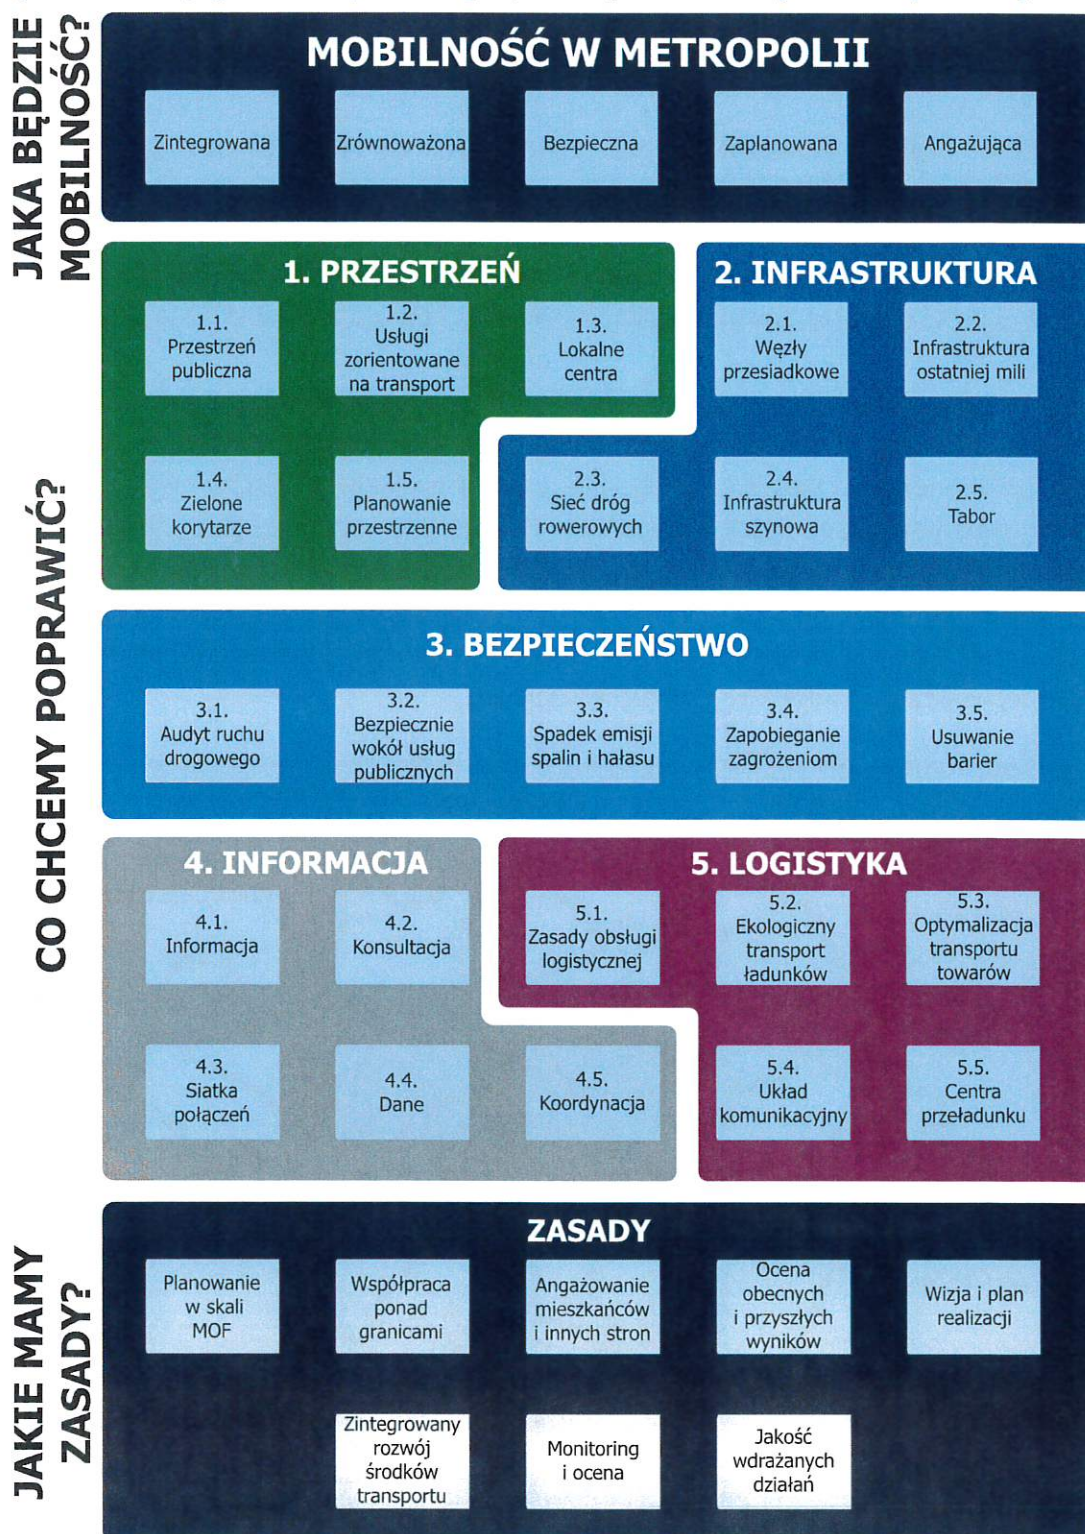 JAKA BĘDZIE
MOBILNOŚĆ?
MOBILNOŚĆ W METROPOLII
Zintegrowana
Zrównoważona
Bezpieczna
Zaplanowana
Angażująca
CO CHCEMY POPRAWIĆ?
1. PRZESTRZEŃ
1.1.
Przestrzeń
publiczna
1.2.
Usługi
zorientowane
na transport
1.3.
Lokalne
centra
1.4.
Zielone
korytarze
1.5.
Planowanie
przestrzenne
2. INFRASTRUKTURA
2.1.
Węzły
przesiadkowe
2.2.
Infrastruktura
ostatniej mili
2.3.
Sieć dróg
rowerowych
2.4.
Infrastruktura
szynowa
2.5.
Tabor
3. BEZPIECZEŃSTWO
3.1.
Audyt ruchu
drogowego
3.2.
Bezpiecznie
wokół usług
publicznych
3.3.
Spadek emisji
spalin i hałasu
3.4.
Zapobieganie
zagrożeniom
3.5.
Usuwanie
barier
4. INFORMACJA
4.1.
Informacja
4.2.
Konsultacja
4.3.
Siatka
połączeń
4.4.
Dane
4.5.
Koordynacja
5. LOGISTYKA
5.1.
Zasady obsługi
logistycznej
5.2.
Ekologiczny
transport
ładunków
5.3.
Optymalizacja
transportu
towarów
5.4.
Układ
komunikacyjny
5.5.
Centra
przeładunku
JAKIE MAMY
ZASADY?
ZASADY
Planowanie
w skali
MOF
Współpraca
ponad
granicami
Angażowanie
mieszkańców
i innych stron
Ocena
obecnych
i przyszłych
wyników
Wizja i plan
realizacji
Zintegrowany
rozwój
środków
transportu
Monitoring
i ocena
Jakość
wdrażanych
działań